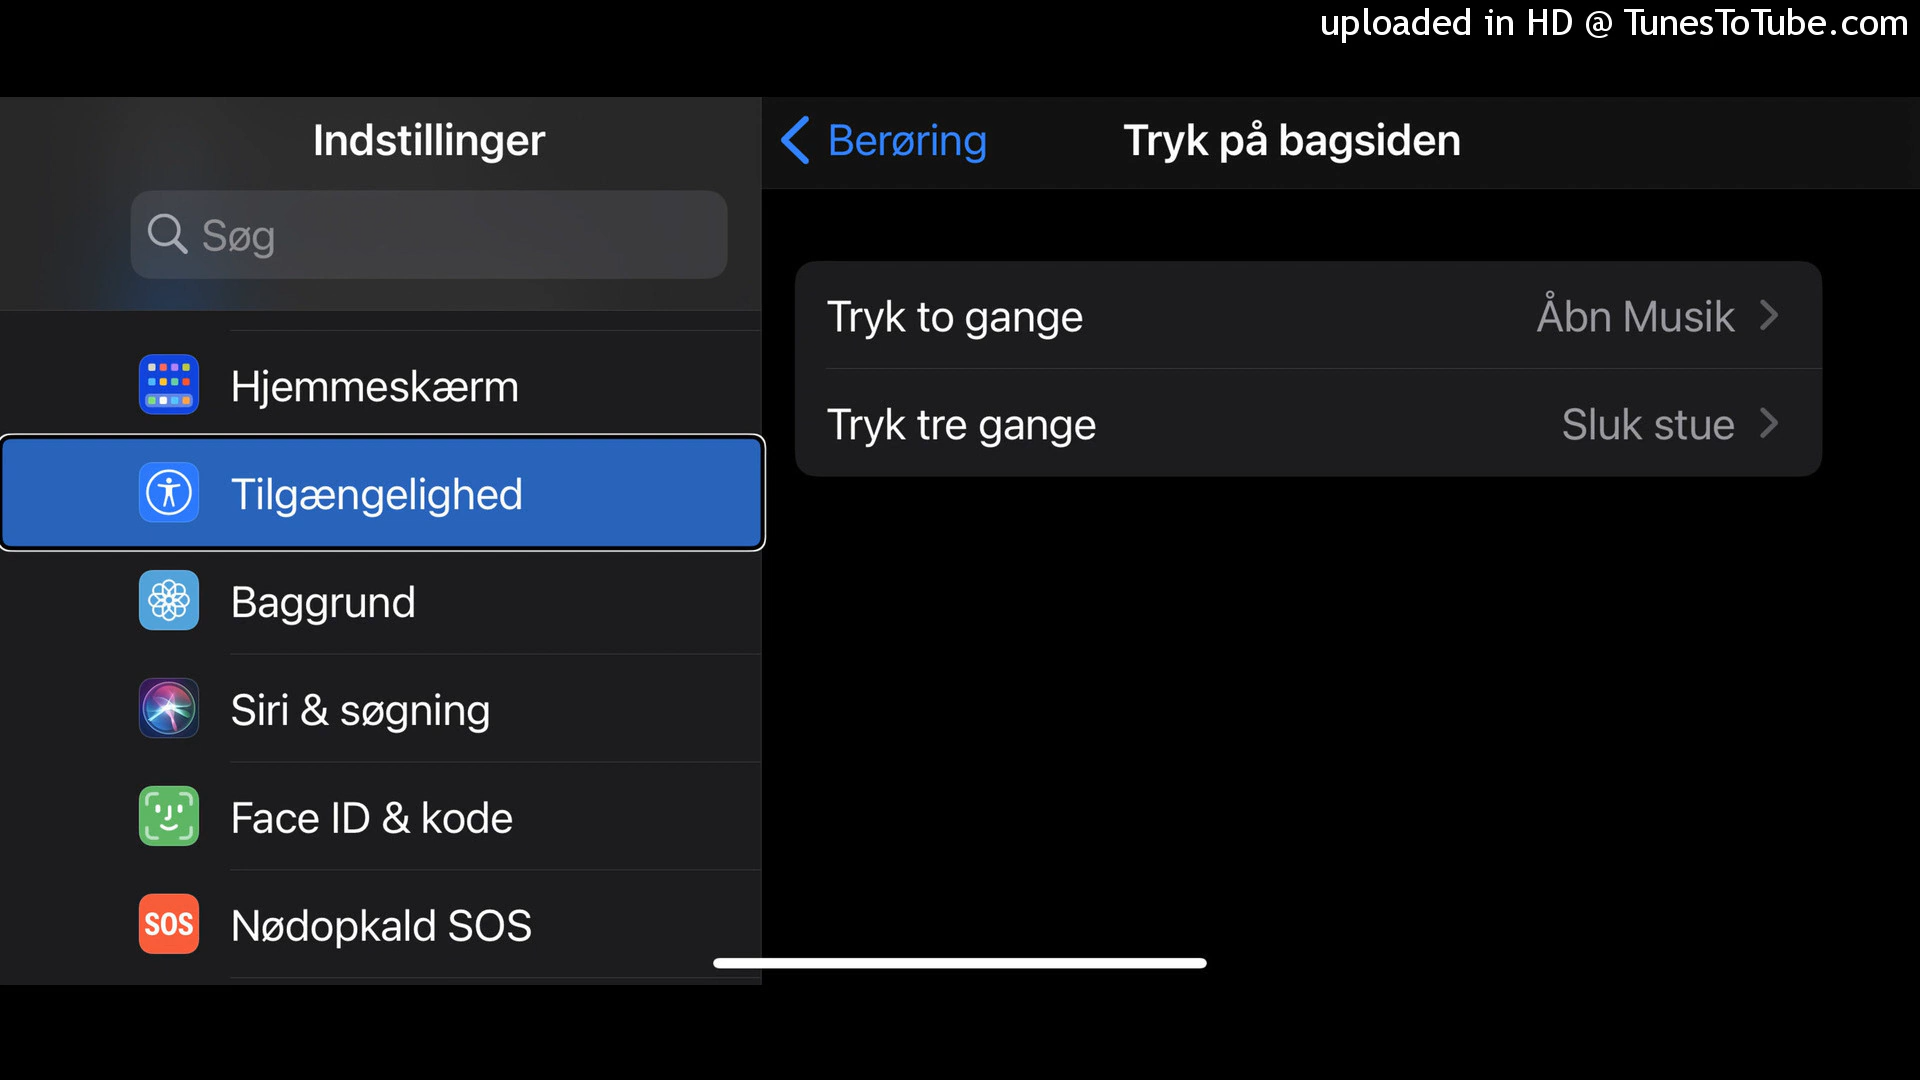 uploaded in HD @ TunesToTube.com
Indstillinger
Søg
Hjemmeskærm
Tilgængelighed
Baggrund
Siri & søgning
Face ID & kode
SOS Nødopkald SOS
Berøring
Tryk på bagsiden
Tryk to gange Åbn Musik
Tryk tre gange Sluk stue